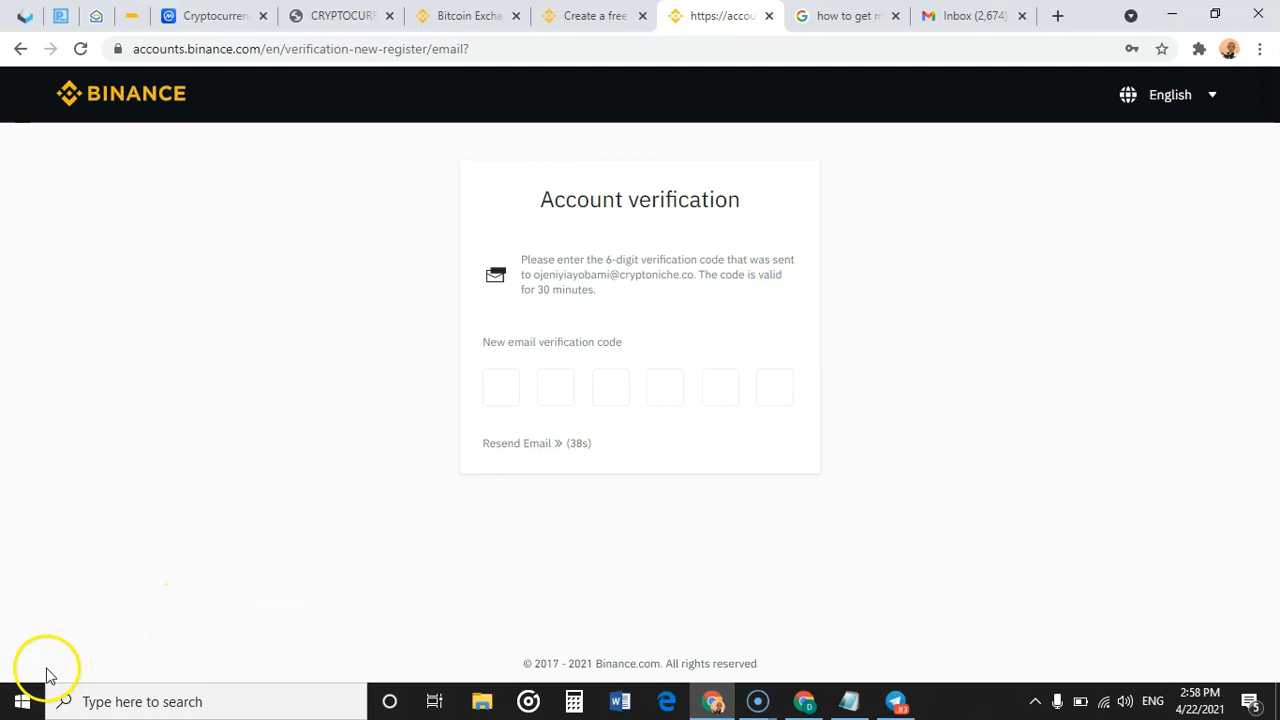 Cryptocurren
CRYPTOCURF
Bitcoin Excha
Create a free
https://accou
how to get m
Inbox (2,674)
accounts.binance.com/en/verification-new-register/email?
BINANCE
English
Account verification
Please enter the 6-digit verification code that was sent
to ojeniyiayobami@cryptoniche.co. The code is valid
for 30 minutes.
New email verification code
Resend Email » (38s)
© 2017 - 2021 Binance.com. All rights reserved
Type here to search
83
ENG
2:58 PM
4/22/2021
5